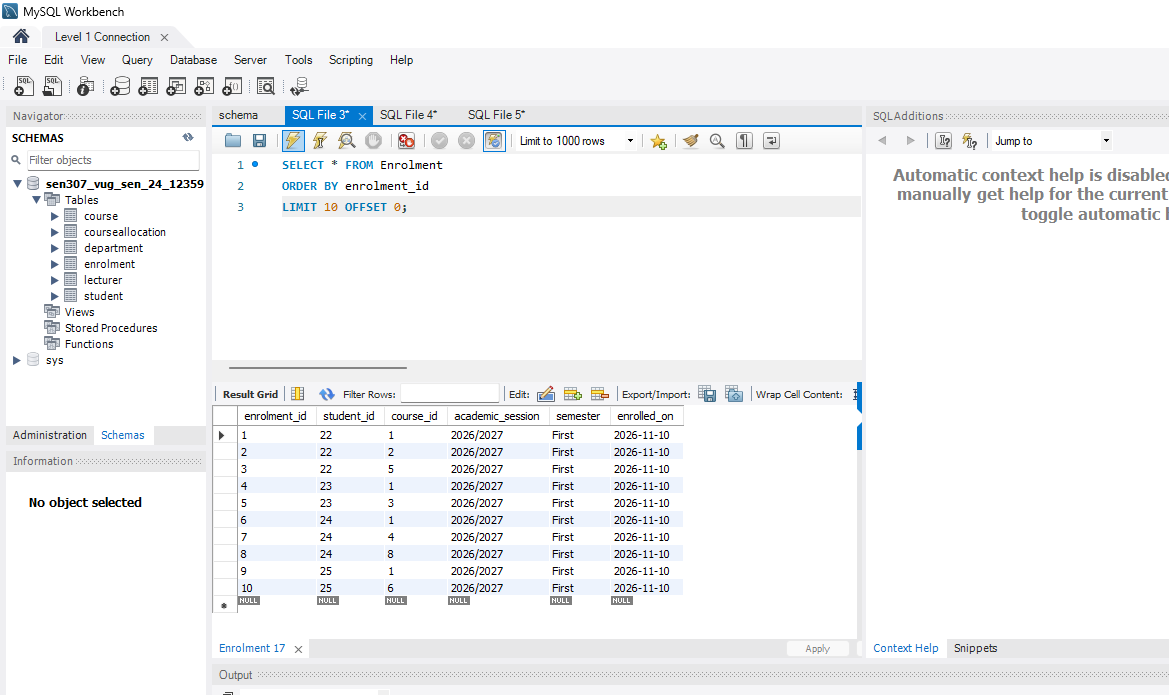 MySQL Workbench
Level 1 Connection
File Edit View Query Database Server Tools Scripting Help
Navigator
SCHEMAS
Filter objects
sen307_vug_sen_24_12359
Tables
course
courseallocation
department
enrolment
lecturer
student
Views
Stored Procedures
Functions
sys
Administration Schemas
Information
No object selected
schema SQL File 3* SQL File 4* SQL File 5*
Limit to 1000 rows
1 SELECT * FROM Enrolment
2 ORDER BY enrolment_id
3 LIMIT 10 OFFSET 0;
Result Grid Filter Rows: Edit: Export/Import: Wrap Cell Content:
enrolment_id student_id course_id academic_session semester enrolled_on
1 22 1 2026/2027 First 2026-11-10
2 22 2 2026/2027 First 2026-11-10
3 22 5 2026/2027 First 2026-11-10
4 23 1 2026/2027 First 2026-11-10
5 23 3 2026/2027 First 2026-11-10
6 24 1 2026/2027 First 2026-11-10
7 24 4 2026/2027 First 2026-11-10
8 24 8 2026/2027 First 2026-11-10
9 25 1 2026/2027 First 2026-11-10
10 25 6 2026/2027 First 2026-11-10
NULL NULL NULL NULL NULL NULL
Enrolment 17
Apply
Output
SQLAdditions
Jump to
Automatic context help is disabled
manually get help for the current
toggle automatic
Context Help Snippets